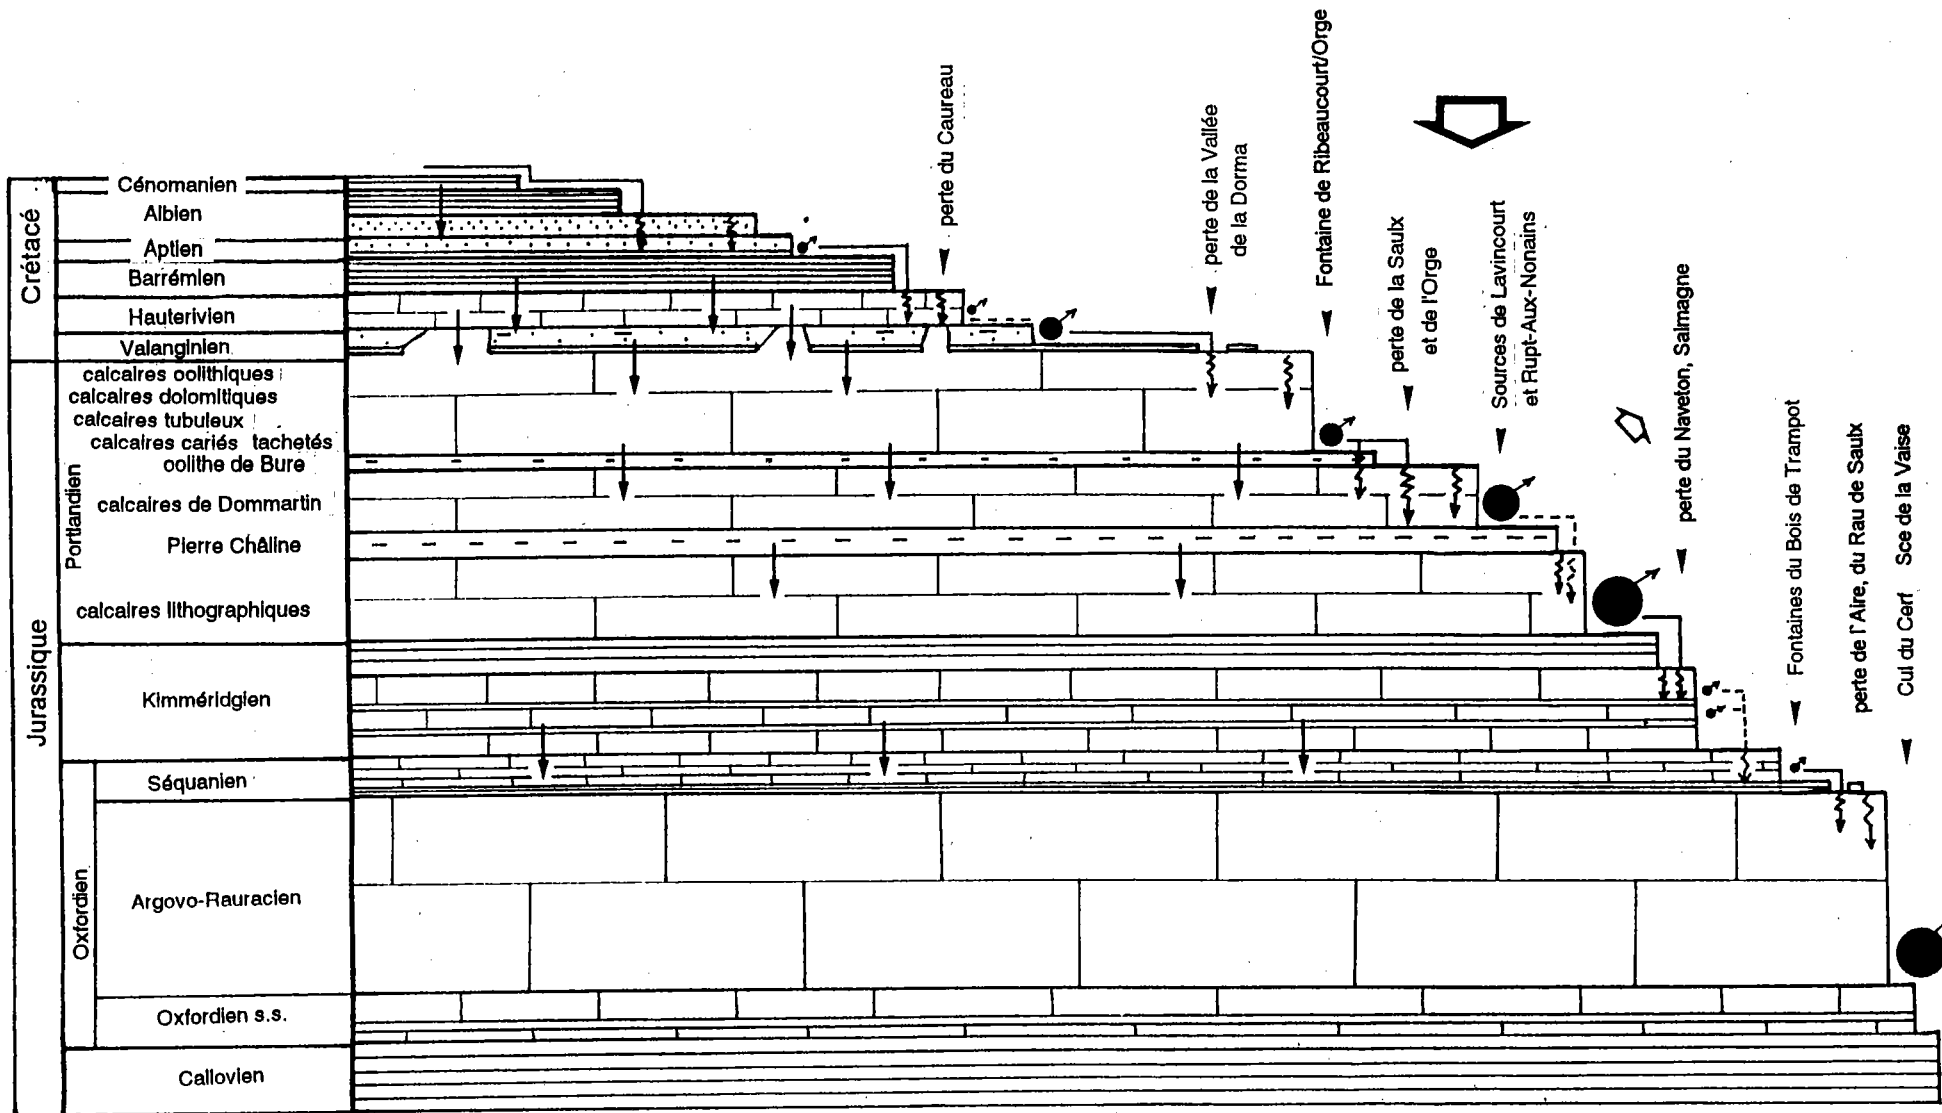 Crétacé
Cénomanien
Albien
Aptien
Barrémien
Hauterivien
Valanginien
Jurassique
Portlandien
calcaires oolithiques
calcaires dolomitiques
calcaires tubuleux
calcaires cariés tachetés
oolithe de Bure
calcaires de Dommartin
Pierre Châline
calcaires lithographiques
Kimméridgien
Oxfordien
Séquanien
Argovo-Rauracien
Oxfordien s.s.
Callovien
perte du Caureau
perte de la Vallée
de la Dorma
Fontaine de Ribeaucourt/Orge
perte de la Saulx
et de l'Orge
Sources de Lavincourt
et Rupt-Aux-Nonains
perte du Naveton, Salmagne
Fontaines du Bois de Trampot
perte de l'Aire, du Rau de Saulx
Cul du Cerf Sce de la Vaise